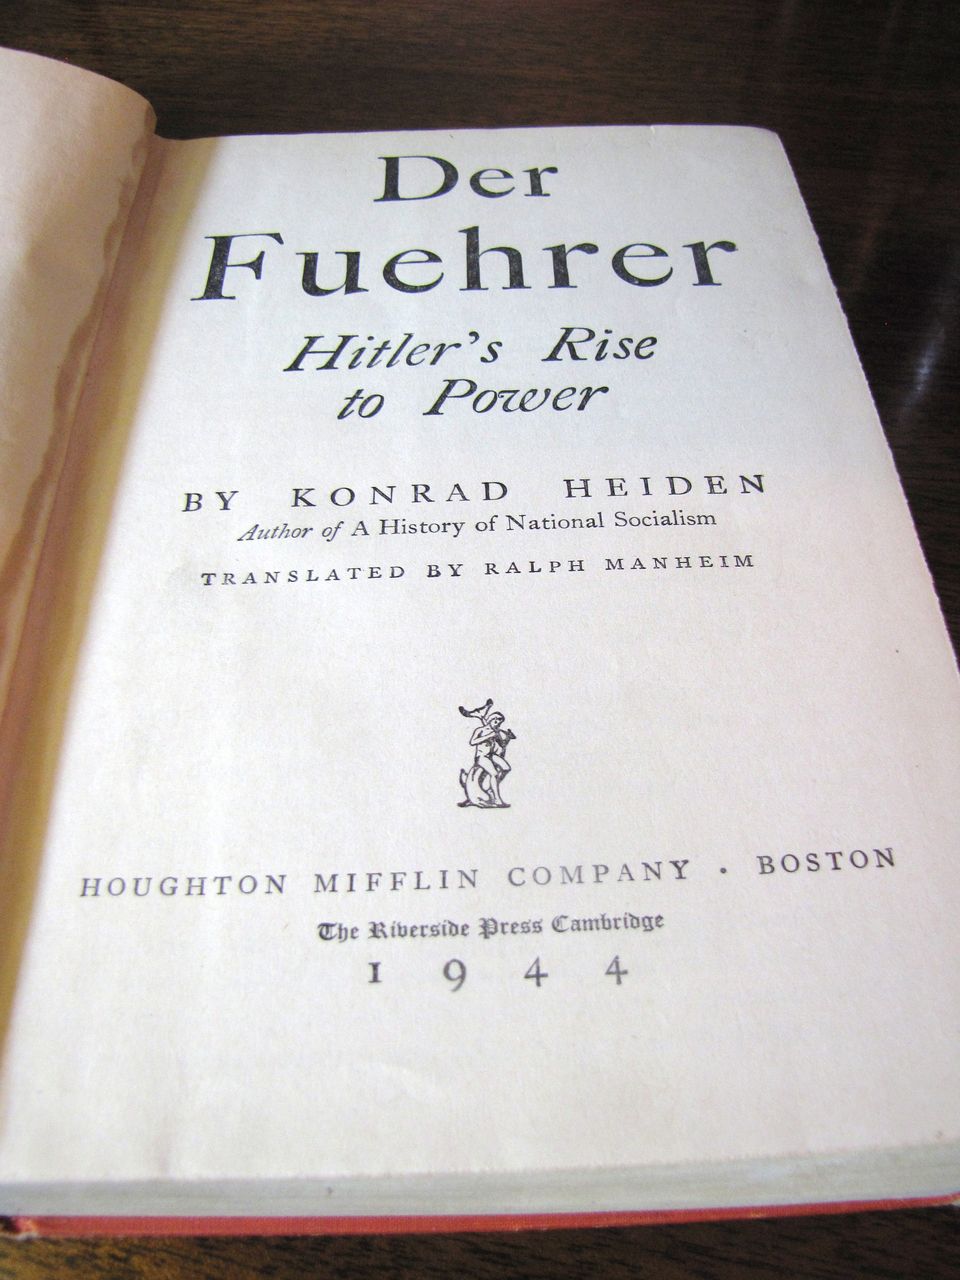 Der
Fuehrer
Hitler's Rise
to Power
BY KONRAD HEIDEN
Author of A History of National Socialism
TRANSLATED BY RALPH MANHEIM
HOUGHTON MIFFLIN COMPANY · BOSTON
The Riverside Press Cambridge
1944